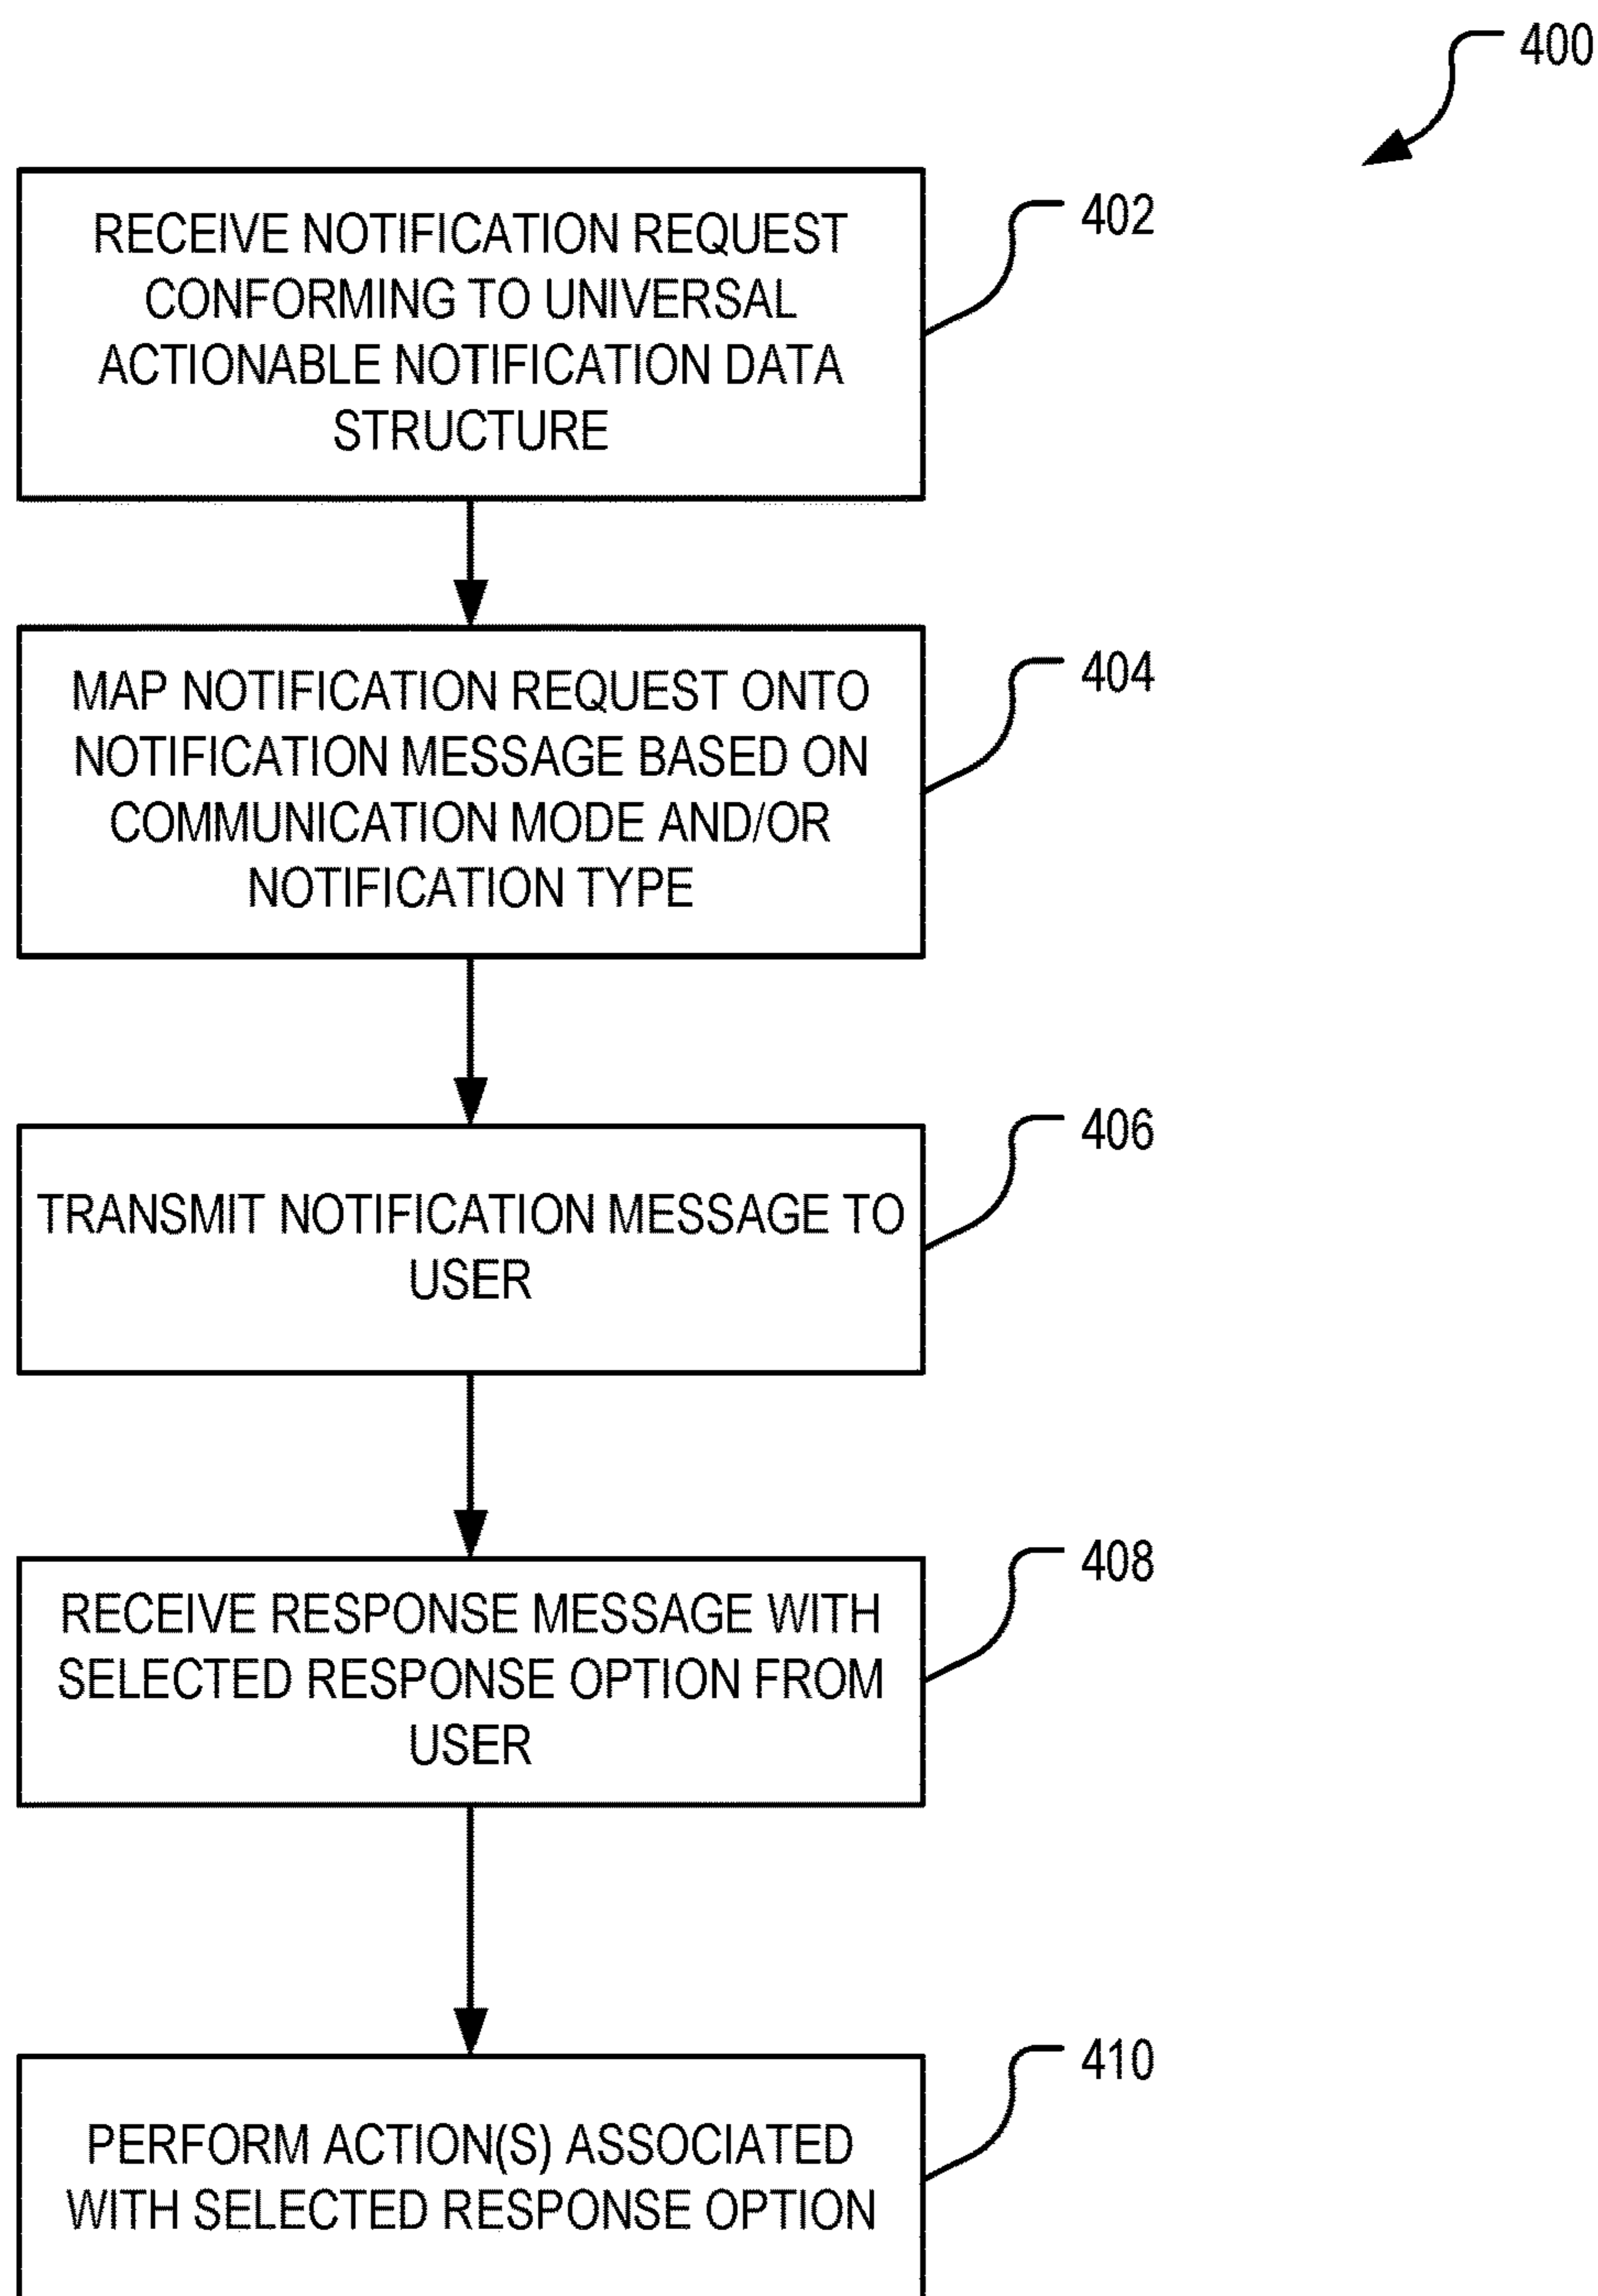 400
RECEIVE NOTIFICATION REQUEST
CONFORMING TO UNIVERSAL
ACTIONABLE NOTIFICATION DATA
STRUCTURE
402
MAP NOTIFICATION REQUEST ONTO
NOTIFICATION MESSAGE BASED ON
COMMUNICATION MODE AND/OR
NOTIFICATION TYPE
404
TRANSMIT NOTIFICATION MESSAGE TO
USER
406
RECEIVE RESPONSE MESSAGE WITH
SELECTED RESPONSE OPTION FROM
USER
408
PERFORM ACTION(S) ASSOCIATED
WITH SELECTED RESPONSE OPTION
410